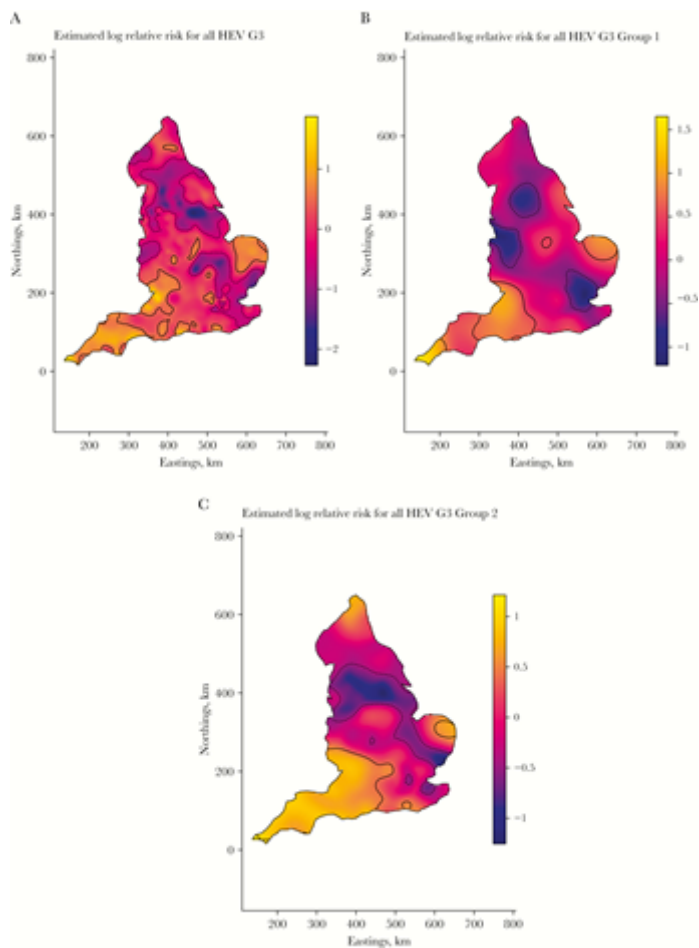 A
Estimated log relative risk for all HEV G3
800
600
400
200
0
Northings, km
200 300 400 500 600 700 800
Eastings, km
1
0
−1
−2
B
Estimated log relative risk for all HEV G3 Group 1
800
600
400
200
0
Northings, km
200 300 400 500 600 700 800
Eastings, km
1.5
1
0.5
0
−0.5
−1
C
Estimated log relative risk for all HEV G3 Group 2
800
600
400
200
0
Northings, km
200 300 400 500 600 700 800
Eastings, km
1
0.5
0
−0.5
−1